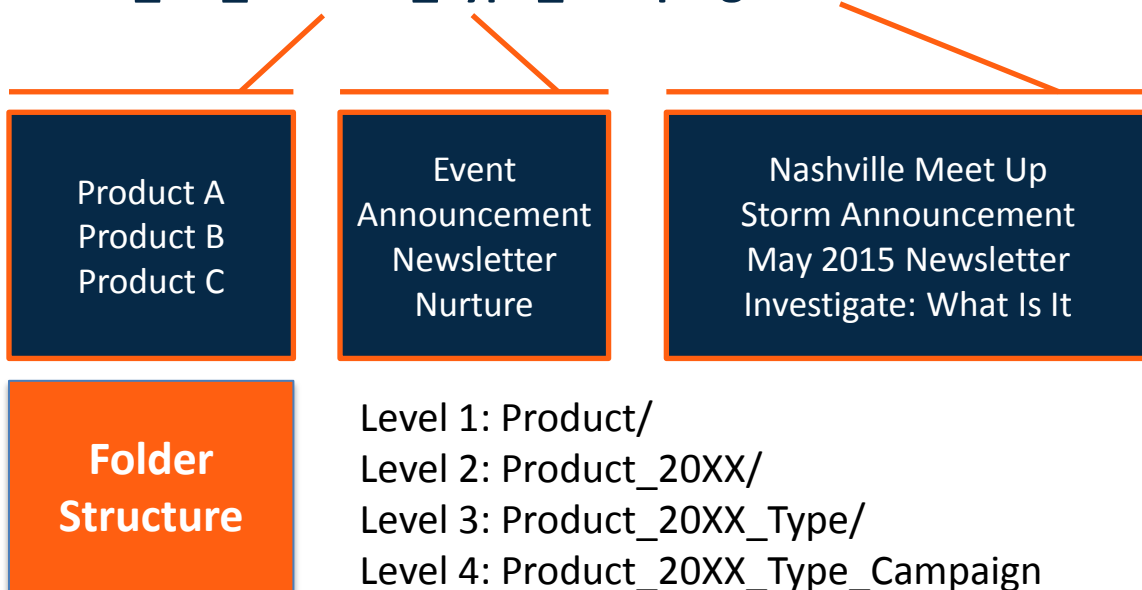 Product A
Product B
Product C
Event
Announcement
Newsletter
Nurture
Nashville Meet Up
Storm Announcement
May 2015 Newsletter
Investigate: What Is It
Folder
Structure
Level 1: Product/
Level 2: Product_20XX/
Level 3: Product_20XX_Type/
Level 4: Product_20XX_Type_Campaign